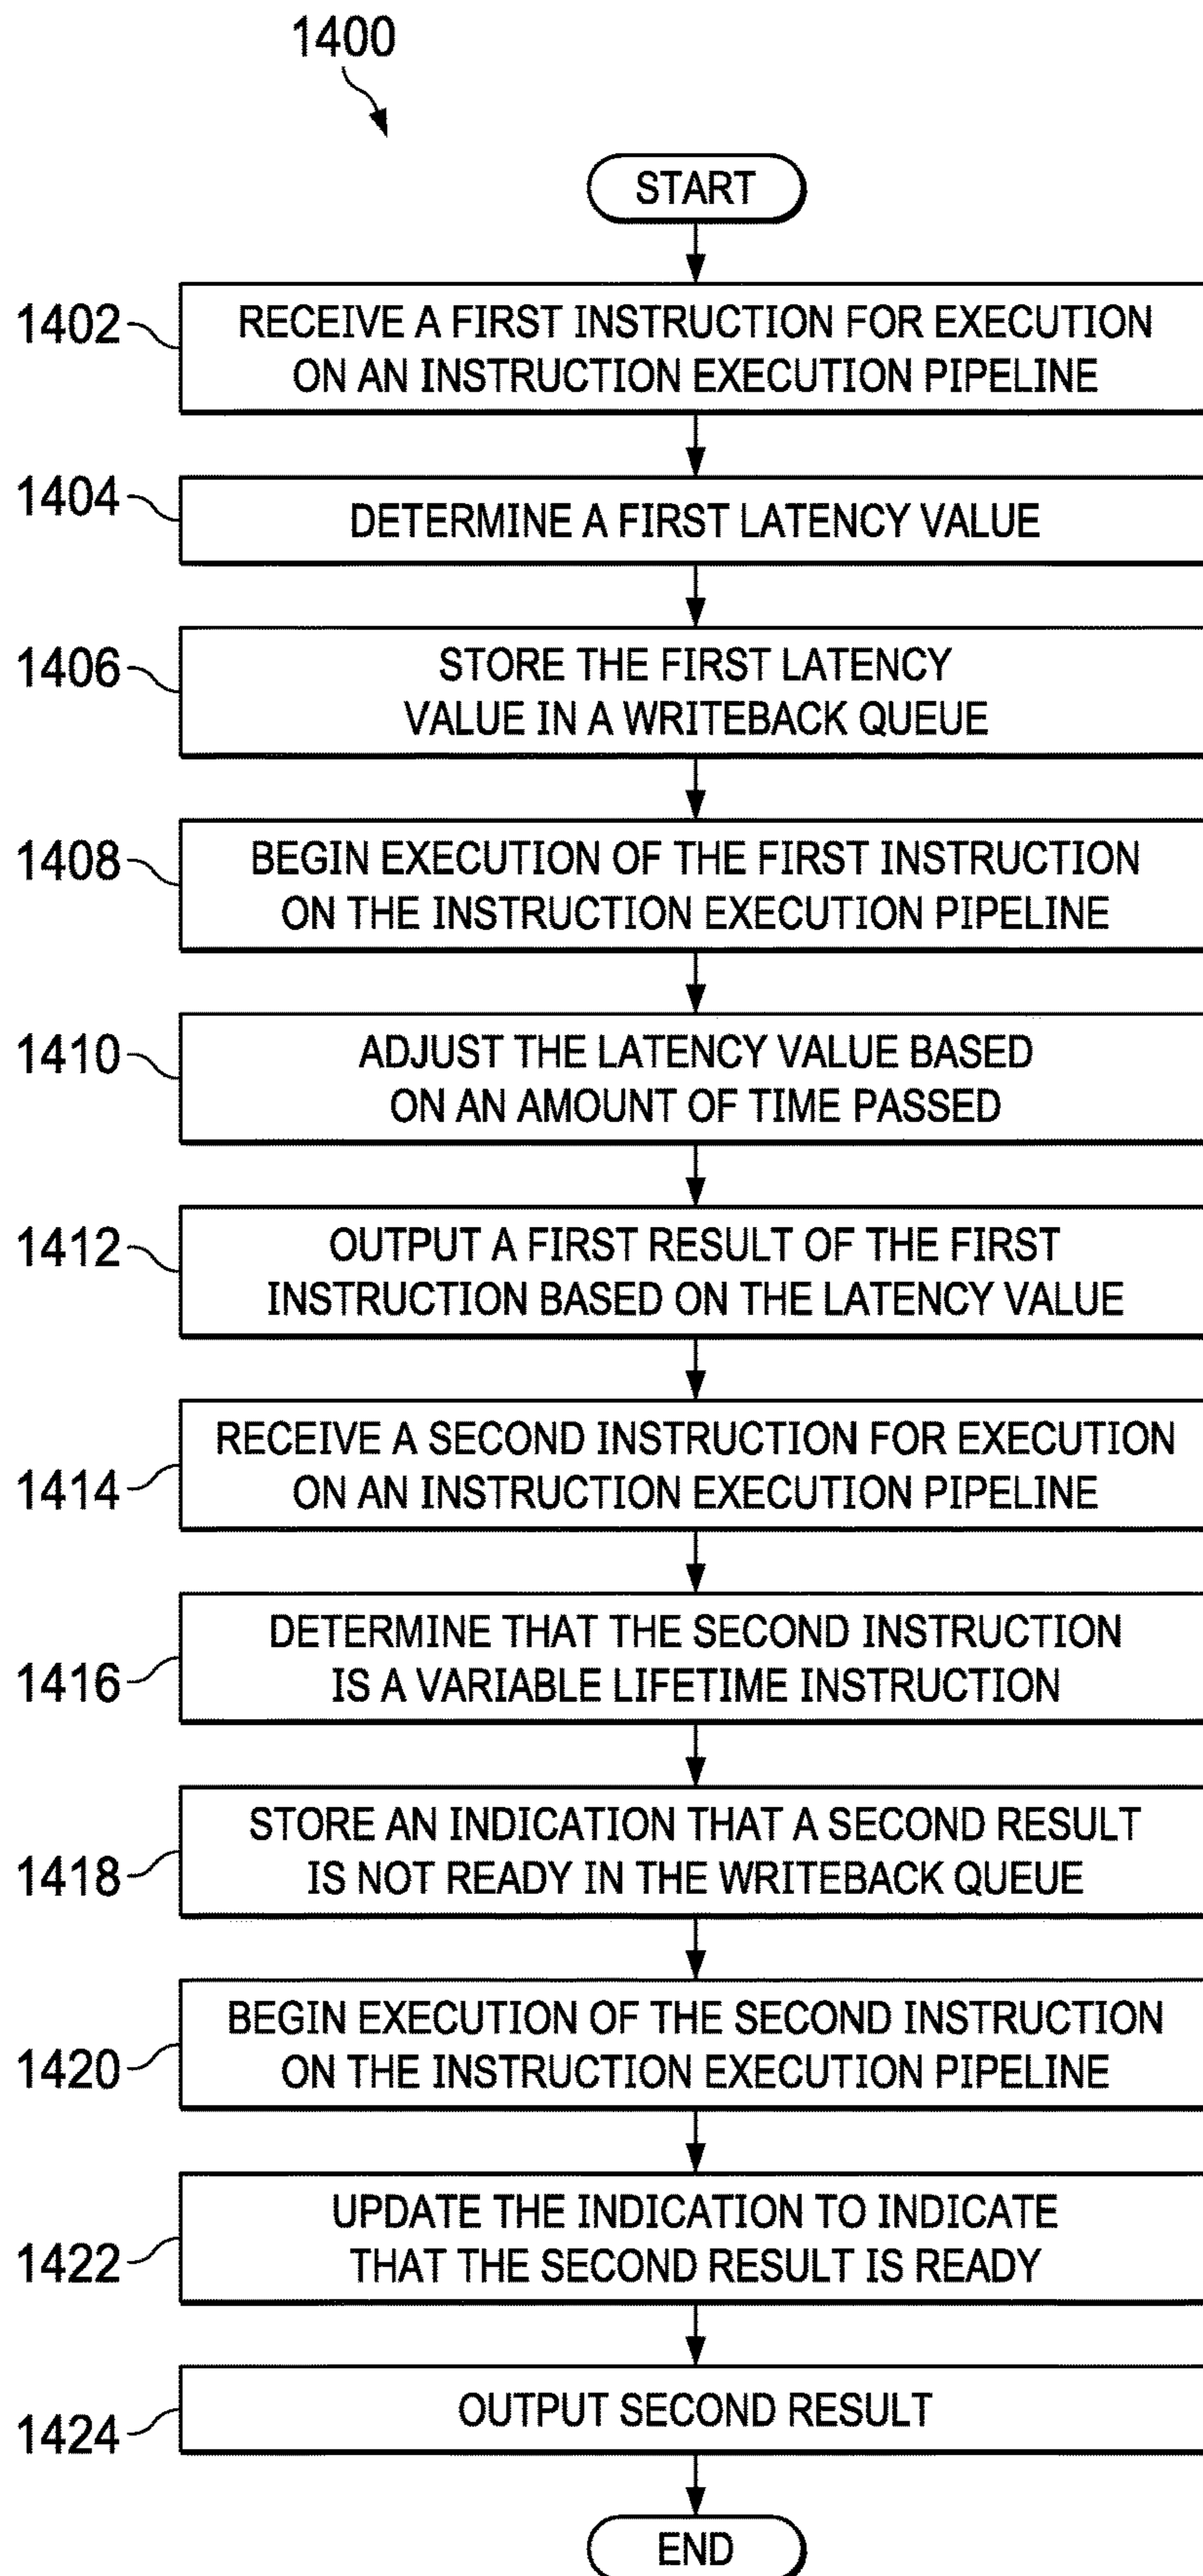 1400
START
1402
RECEIVE A FIRST INSTRUCTION FOR EXECUTION
ON AN INSTRUCTION EXECUTION PIPELINE
1404
DETERMINE A FIRST LATENCY VALUE
1406
STORE THE FIRST LATENCY
VALUE IN A WRITEBACK QUEUE
1408
BEGIN EXECUTION OF THE FIRST INSTRUCTION
ON THE INSTRUCTION EXECUTION PIPELINE
1410
ADJUST THE LATENCY VALUE BASED
ON AN AMOUNT OF TIME PASSED
1412
OUTPUT A FIRST RESULT OF THE FIRST
INSTRUCTION BASED ON THE LATENCY VALUE
1414
RECEIVE A SECOND INSTRUCTION FOR EXECUTION
ON AN INSTRUCTION EXECUTION PIPELINE
1416
DETERMINE THAT THE SECOND INSTRUCTION
IS A VARIABLE LIFETIME INSTRUCTION
1418
STORE AN INDICATION THAT A SECOND RESULT
IS NOT READY IN THE WRITEBACK QUEUE
1420
BEGIN EXECUTION OF THE SECOND INSTRUCTION
ON THE INSTRUCTION EXECUTION PIPELINE
1422
UPDATE THE INDICATION TO INDICATE
THAT THE SECOND RESULT IS READY
1424
OUTPUT SECOND RESULT
END